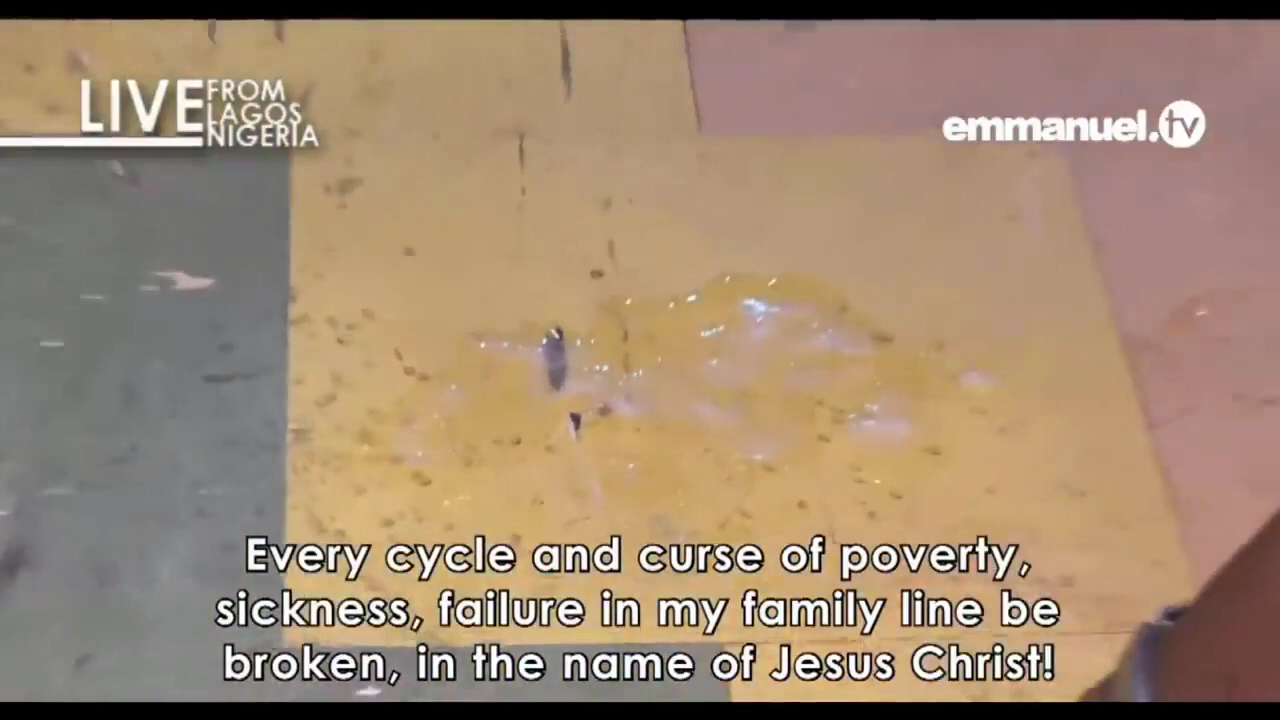 LIVE FROM
LAGOS
NIGERIA
emmanuel.tv
Every cycle and curse of poverty,
sickness, failure in my family line be
broken, in the name of Jesus Christ!